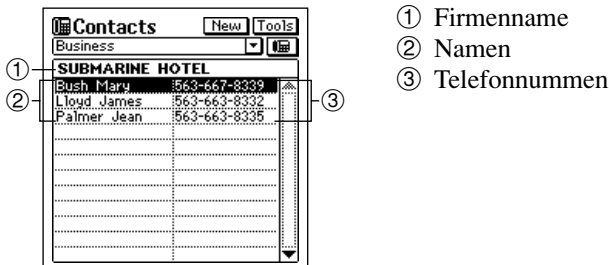 Contacts New Tools
Business
① SUBMARINE HOTEL
② Bush Mary 563-667-8339 ③
Lloyd James 563-663-8332
Palmer Jean 563-663-8335
① Firmenname
② Namen
③ Telefonnummen